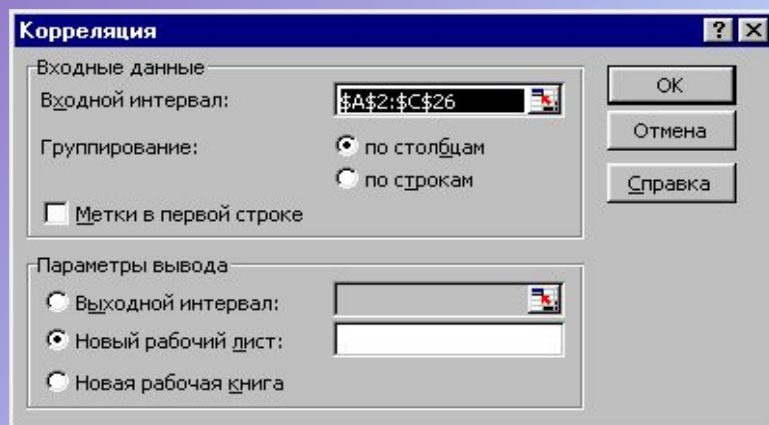 Корреляция
Входные данные
Входной интервал: $A$2:$C$26
Группирование: по столбцам
по строкам
Метки в первой строке
Параметры вывода
Выходной интервал:
Новый рабочий лист:
Новая рабочая книга
OK
Отмена
Справка